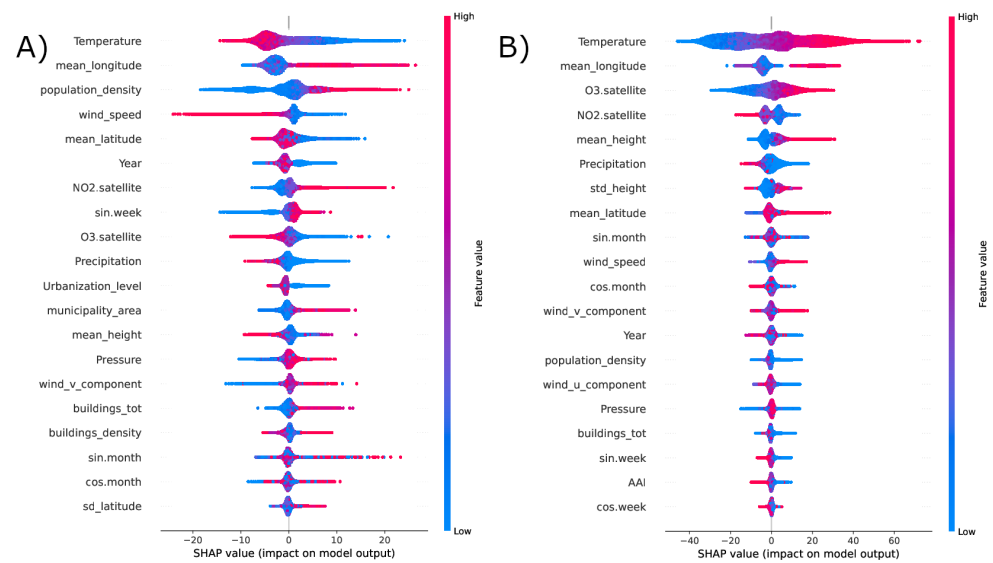 A)
High
Temperature
mean_longitude
population_density
wind_speed
mean_latitude
Year
NO2.satellite
sin.week
O3.satellite
Precipitation
Urbanization_level
municipality_area
mean_height
Pressure
wind_v_component
buildings_tot
buildings_density
sin.month
cos.month
sd_latitude
Feature value
Low
−20 −10 0 10 20
SHAP value (impact on model output)
B)
High
Temperature
mean_longitude
O3.satellite
NO2.satellite
mean_height
Precipitation
std_height
mean_latitude
sin.month
wind_speed
cos.month
wind_v_component
Year
population_density
wind_u_component
Pressure
buildings_tot
sin.week
AAI
cos.week
Feature value
Low
−40 −20 0 20 40 60
SHAP value (impact on model output)